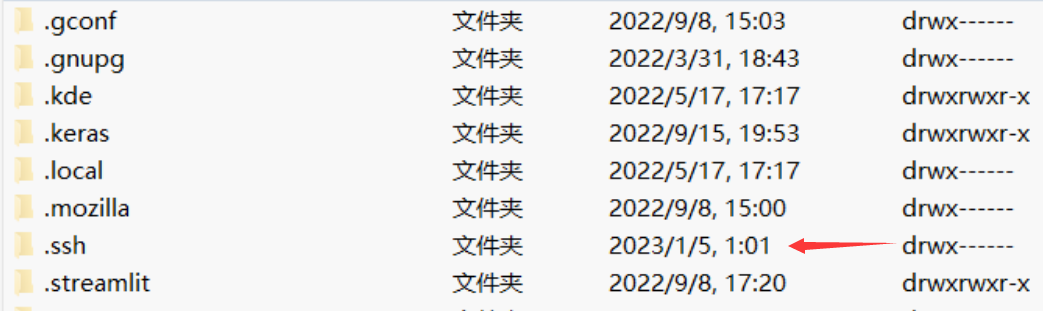 .gconf 文件夹 2022/9/8, 15:03 drwx------
.gnupg 文件夹 2022/3/31, 18:43 drwx------
.kde 文件夹 2022/5/17, 17:17 drwxrwxr-x
.keras 文件夹 2022/9/15, 19:53 drwxrwxr-x
.local 文件夹 2022/5/17, 17:17 drwx------
.mozilla 文件夹 2022/9/8, 15:00 drwx------
.ssh 文件夹 2023/1/5, 1:01 drwx------
.streamlit 文件夹 2022/9/8, 17:20 drwxrwxr-x